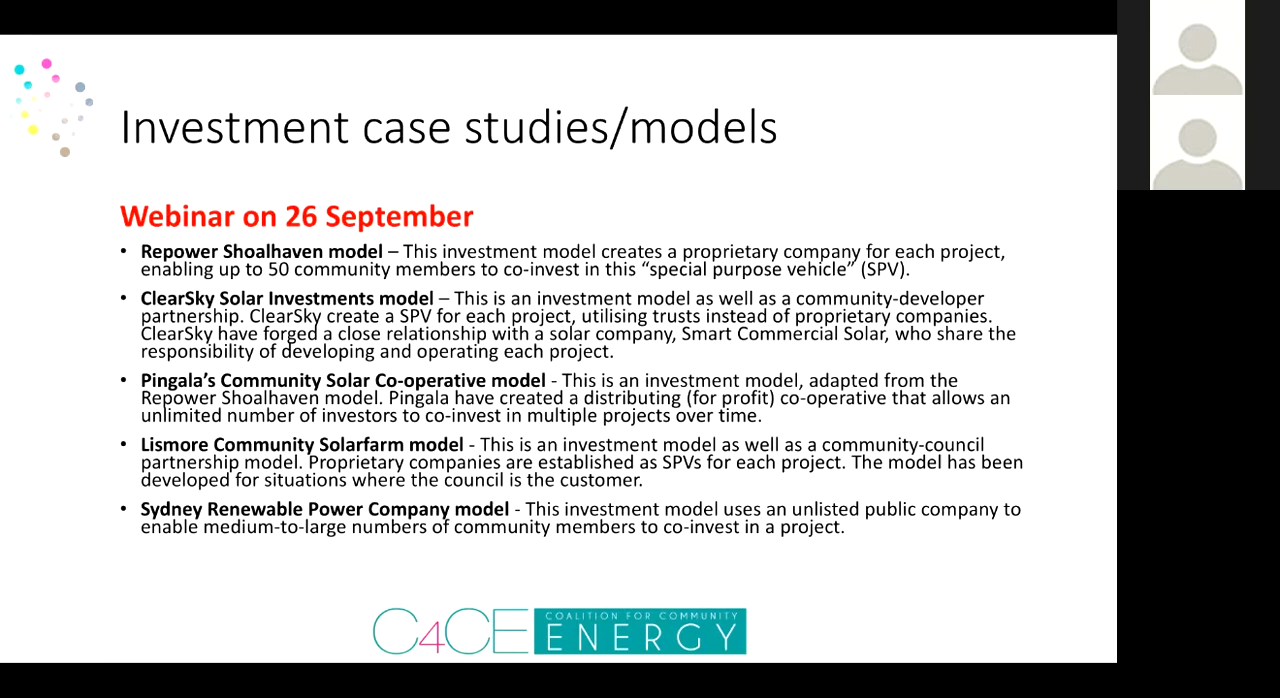 Investment case studies/models
Webinar on 26 September
• Repower Shoalhaven model – This investment model creates a proprietary company for each project,
enabling up to 50 community members to co-invest in this “special purpose vehicle” (SPV).
• ClearSky Solar Investments model – This is an investment model as well as a community-developer
partnership. ClearSky create a SPV for each project, utilising trusts instead of proprietary companies.
ClearSky have forged a close relationship with a solar company, Smart Commercial Solar, who share the
responsibility of developing and operating each project.
• Pingala’s Community Solar Co-operative model - This is an investment model, adapted from the
Repower Shoalhaven model. Pingala have created a distributing (for profit) co-operative that allows an
unlimited number of investors to co-invest in multiple projects over time.
• Lismore Community Solarfarm model - This is an investment model as well as a community-council
partnership model. Proprietary companies are established as SPVs for each project. The model has been
developed for situations where the council is the customer.
• Sydney Renewable Power Company model - This investment model uses an unlisted public company to
enable medium-to-large numbers of community members to co-invest in a project.
C4CE
COALITION FOR COMMUNITY
ENERGY